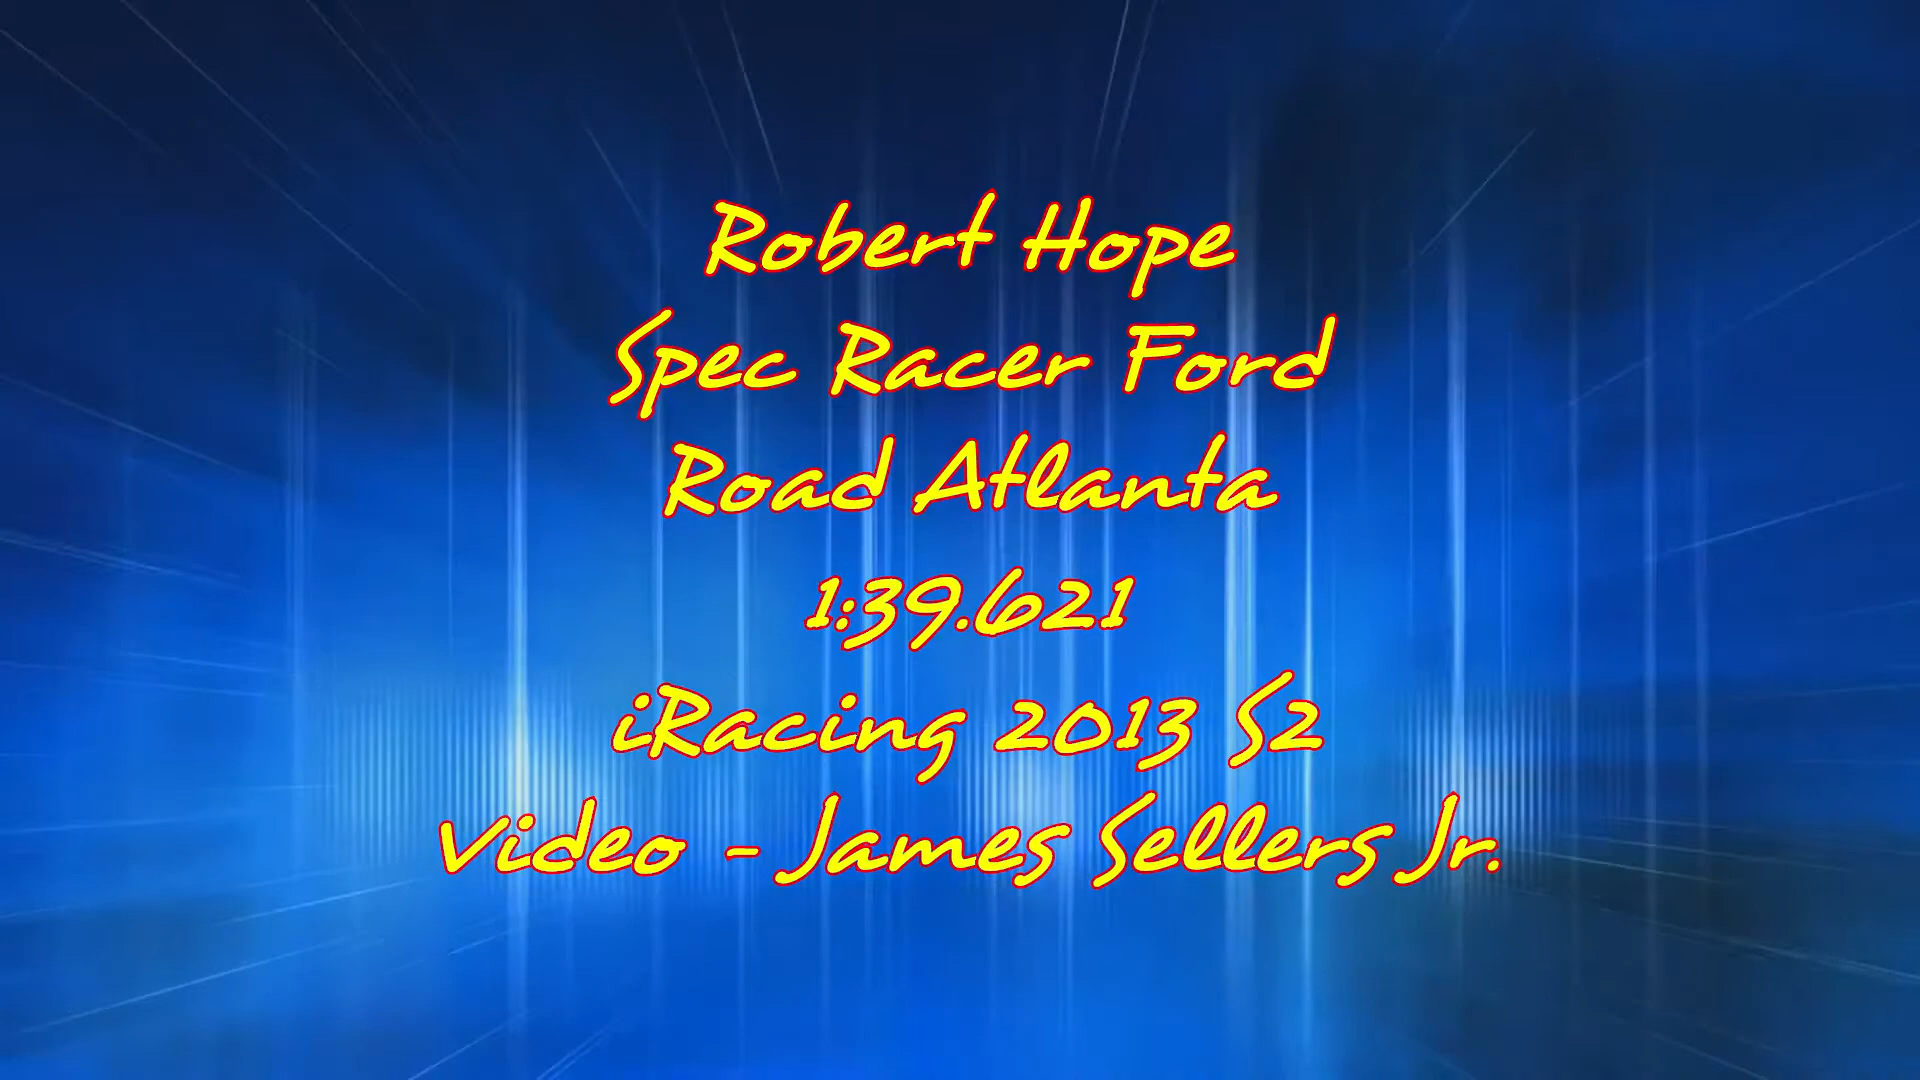 Robert Hope
Spec Racer Ford
Road Atlanta
1:39.621
iRacing 2013 S2
Video - James Sellers Jr.